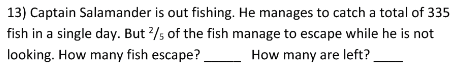 13) Captain Salamander is out fishing. He manages to catch a total of 335
fish in a single day. But ²/₅ of the fish manage to escape while he is not
looking. How many fish escape? _____ How many are left? ____